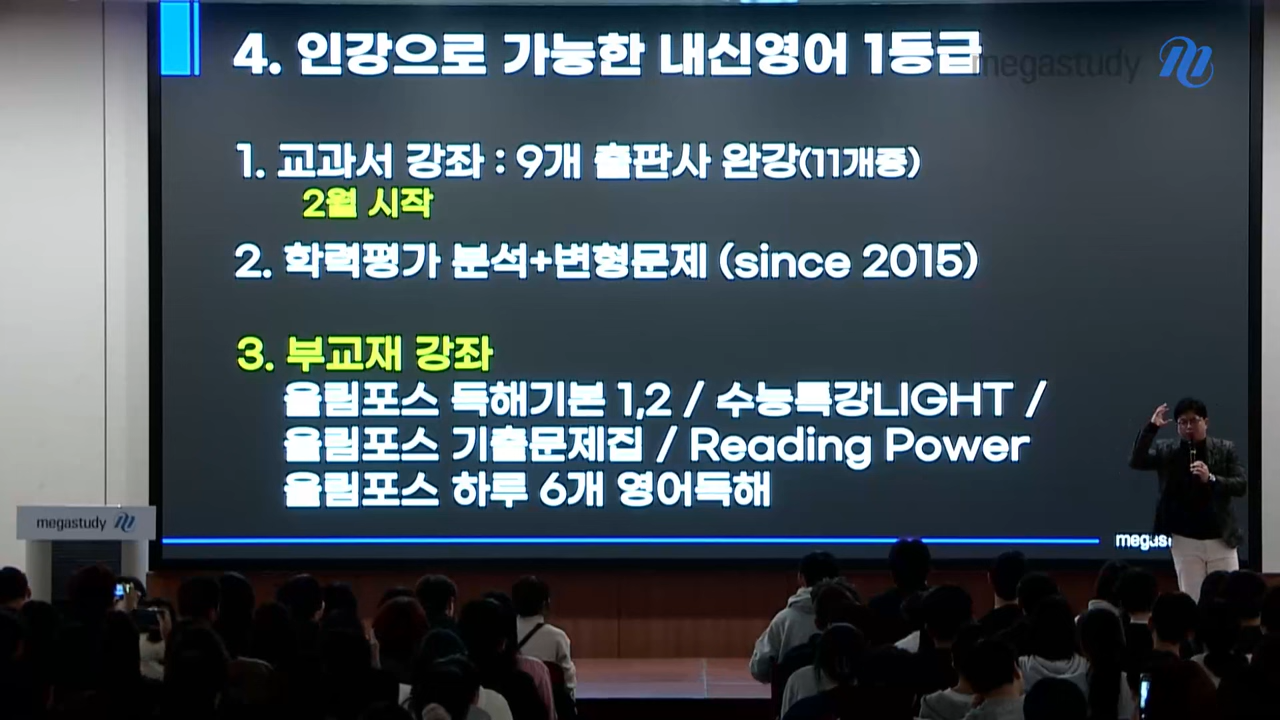 4. 인강으로 가능한 내신영어 1등급
megastudy
1. 교과서 강좌 : 9개 출판사 완강(11개중)
2월 시작
2. 학력평가 분석+변형문제 (since 2015)
3. 부교재 강좌
올림포스 독해기본 1,2 / 수능특강LIGHT /
올림포스 기출문제집 / Reading Power
올림포스 하루 6개 영어독해
megas
megastudy